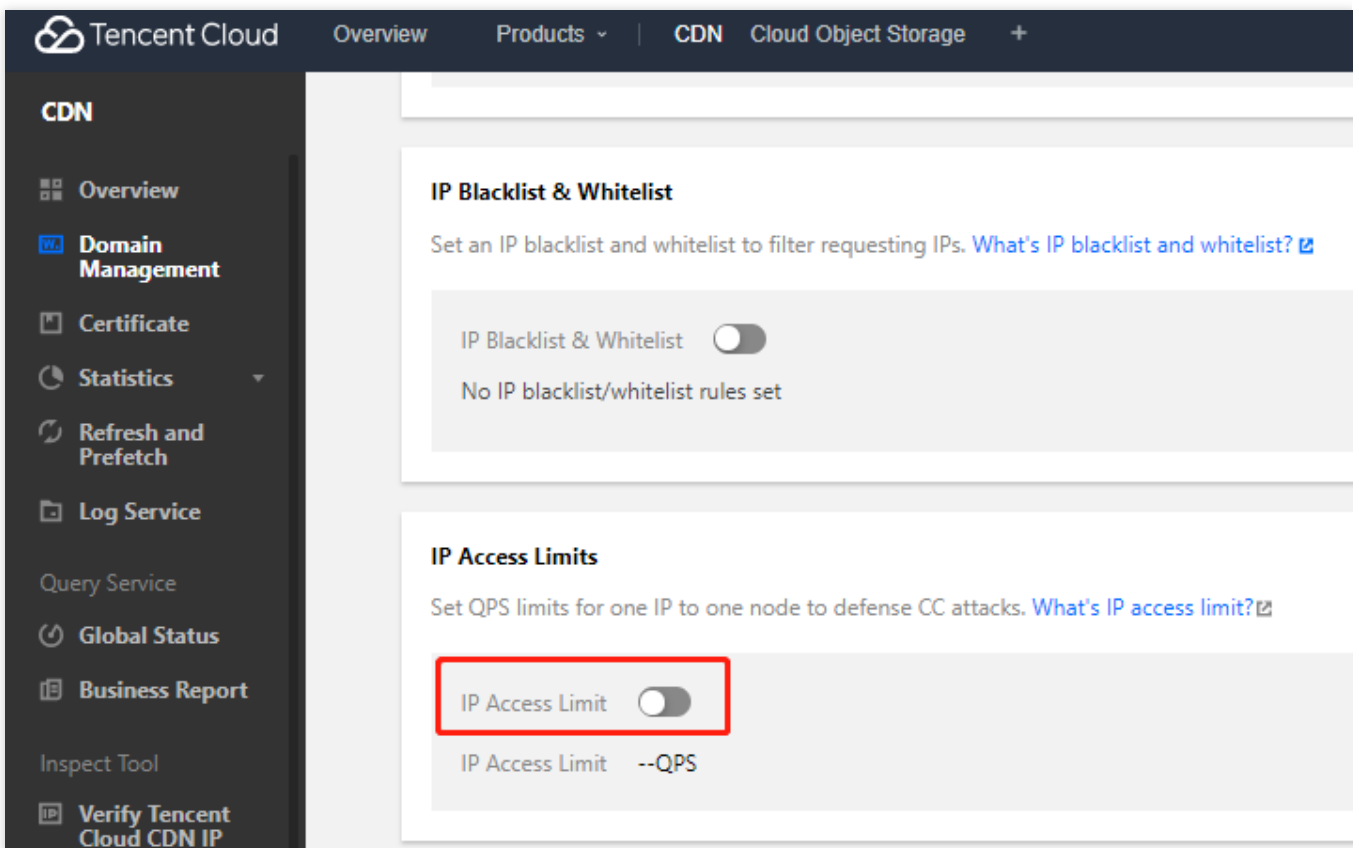 Tencent Cloud
Overview
Products
CDN
Cloud Object Storage
+
CDN
Overview
Domain
Management
Certificate
Statistics
Refresh and
Prefetch
Log Service
Query Service
Global Status
Business Report
Inspect Tool
IP
Verify Tencent
Cloud CDN IP
IP Blacklist & Whitelist
Set an IP blacklist and whitelist to filter requesting IPs. What's IP blacklist and whitelist?
IP Blacklist & Whitelist
No IP blacklist/whitelist rules set
IP Access Limits
Set QPS limits for one IP to one node to defense CC attacks. What's IP access limit?
IP Access Limit
IP Access Limit --QPS